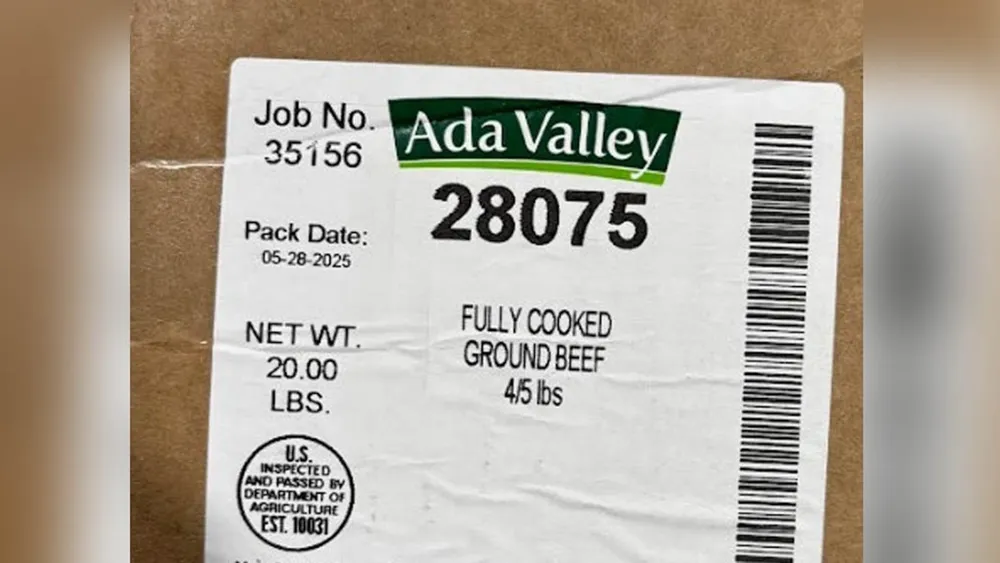 Job No.
35156
Ada Valley
28075
Pack Date:
05-28-2025
FULLY COOKED
GROUND BEEF
4/5 lbs
NET WT.
20.00
LBS.
U.S.
INSPECTED
AND PASSED BY
DEPARTMENT OF
AGRICULTURE
EST. 10031